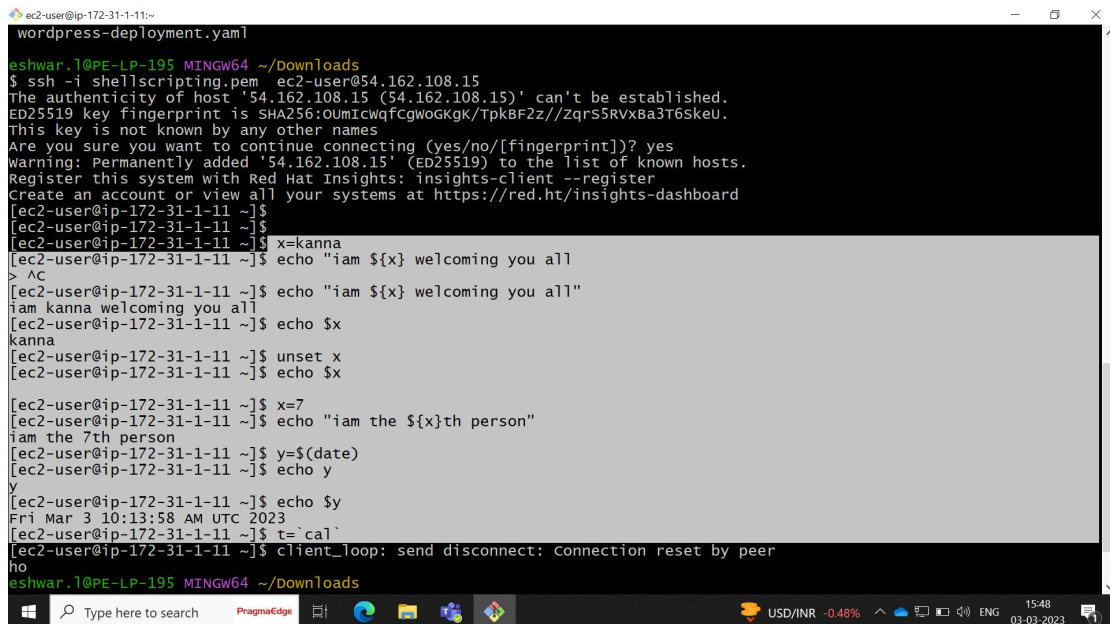 ec2-user@ip-172-31-1-11:~
wordpress-deployment.yaml
eshwar.l@PE-LP-195 MINGW64 ~/Downloads
$ ssh -i shellscripting.pem  ec2-user@54.162.108.15
The authenticity of host '54.162.108.15 (54.162.108.15)' can't be established.
ED25519 key fingerprint is SHA256:OUmIcWqfCgWoGKgK/TpkBF2z//ZqrS5RVxBa3T6SkeU.
This key is not known by any other names
Are you sure you want to continue connecting (yes/no/[fingerprint])? yes
Warning: Permanently added '54.162.108.15' (ED25519) to the list of known hosts.
Register this system with Red Hat Insights: insights-client --register
Create an account or view all your systems at https://red.ht/insights-dashboard
[ec2-user@ip-172-31-1-11 ~]$
[ec2-user@ip-172-31-1-11 ~]$
[ec2-user@ip-172-31-1-11 ~]$ x=kanna
[ec2-user@ip-172-31-1-11 ~]$ echo "iam ${x} welcoming you all
> ^C
[ec2-user@ip-172-31-1-11 ~]$ echo "iam ${x} welcoming you all"
iam kanna welcoming you all
[ec2-user@ip-172-31-1-11 ~]$ echo $x
kanna
[ec2-user@ip-172-31-1-11 ~]$ unset x
[ec2-user@ip-172-31-1-11 ~]$ echo $x
[ec2-user@ip-172-31-1-11 ~]$ x=7
[ec2-user@ip-172-31-1-11 ~]$ echo "iam the ${x}th person"
iam the 7th person
[ec2-user@ip-172-31-1-11 ~]$ y=$(date)
[ec2-user@ip-172-31-1-11 ~]$ echo y
y
[ec2-user@ip-172-31-1-11 ~]$ echo $y
Fri Mar 3 10:13:58 AM UTC 2023
[ec2-user@ip-172-31-1-11 ~]$ t=`cal`
[ec2-user@ip-172-31-1-11 ~]$ client_loop: send disconnect: Connection reset by peer
ho
eshwar.l@PE-LP-195 MINGW64 ~/Downloads
Type here to search
PragmaEdge
USD/INR -0.48%
ENG
15:48
03-03-2023
1